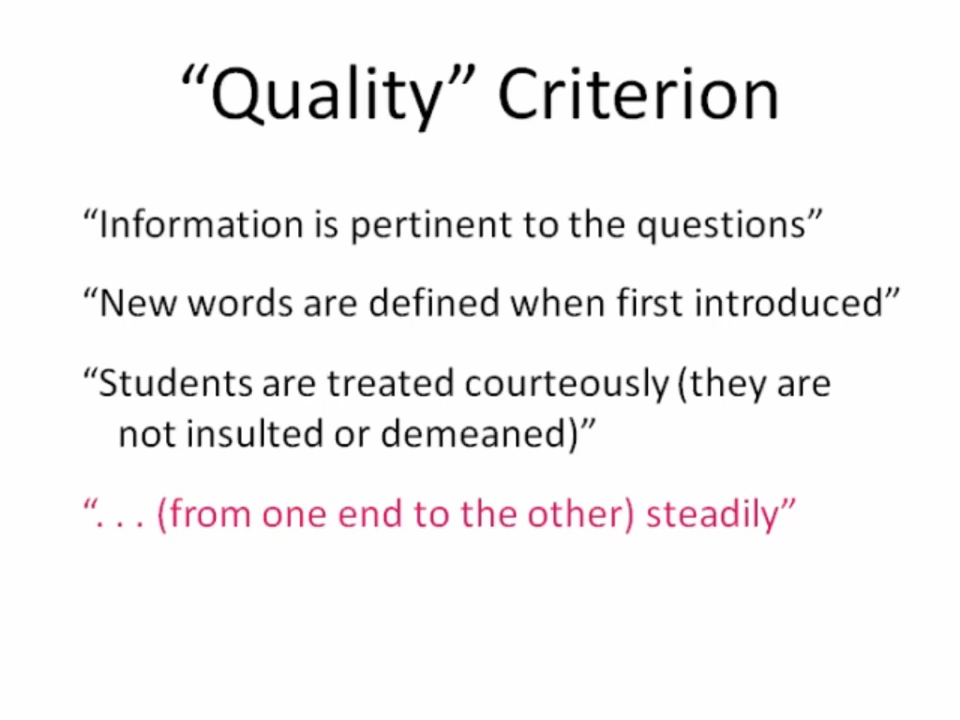 “Quality” Criterion
“Information is pertinent to the questions”
“New words are defined when first introduced”
“Students are treated courteously (they are
not insulted or demeaned)”
“. . . (from one end to the other) steadily”